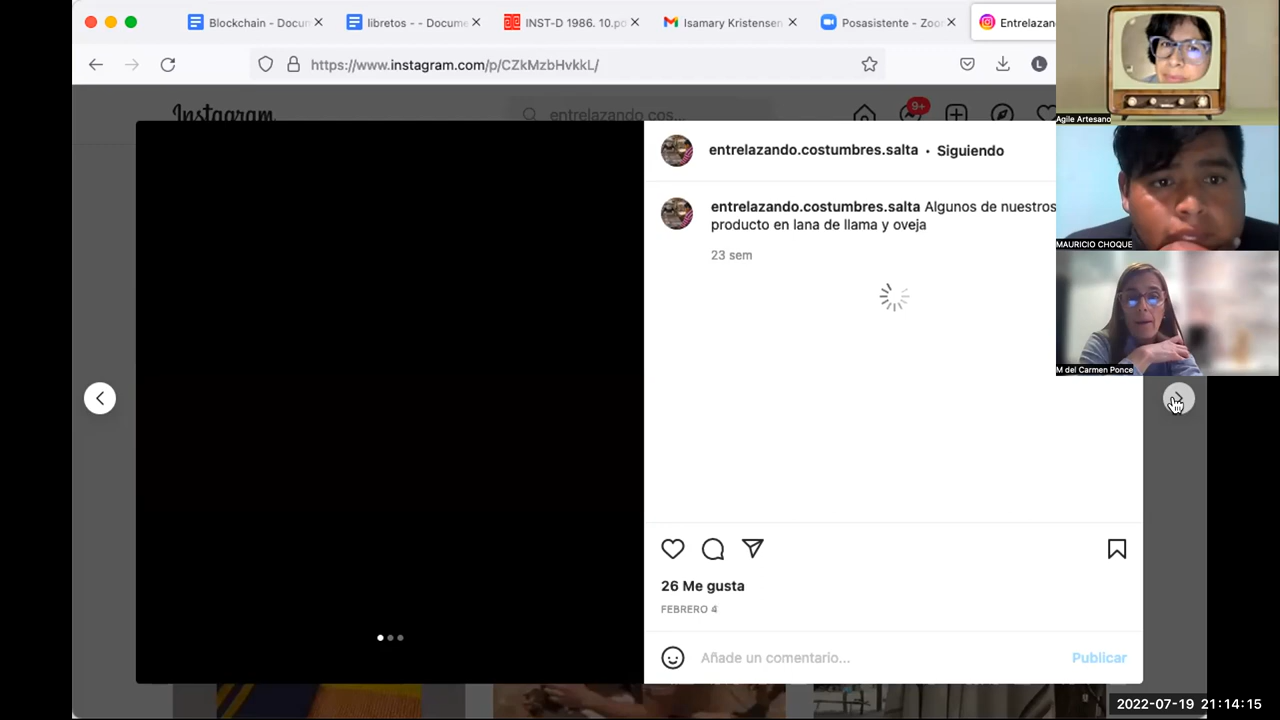 Blockchain - Docum
libretos - - Docume
INST-D 1986. 10.pd
Isamary Kristensen
Posasistente - Zoo
Entrelazan
https://www.instagram.com/p/CZkMzbHvkkL/
L
Instagram
entrelazando cos...
9+
entrelazando.costumbres.salta • Siguiendo
entrelazando.costumbres.salta Algunos de nuestros
producto en lana de llama y oveja
23 sem
26 Me gusta
FEBRERO 4
Añade un comentario...
Publicar
Agile Artesano
MAURICIO CHOQUE
M del Carmen Ponce
2022-07-19 21:14:15